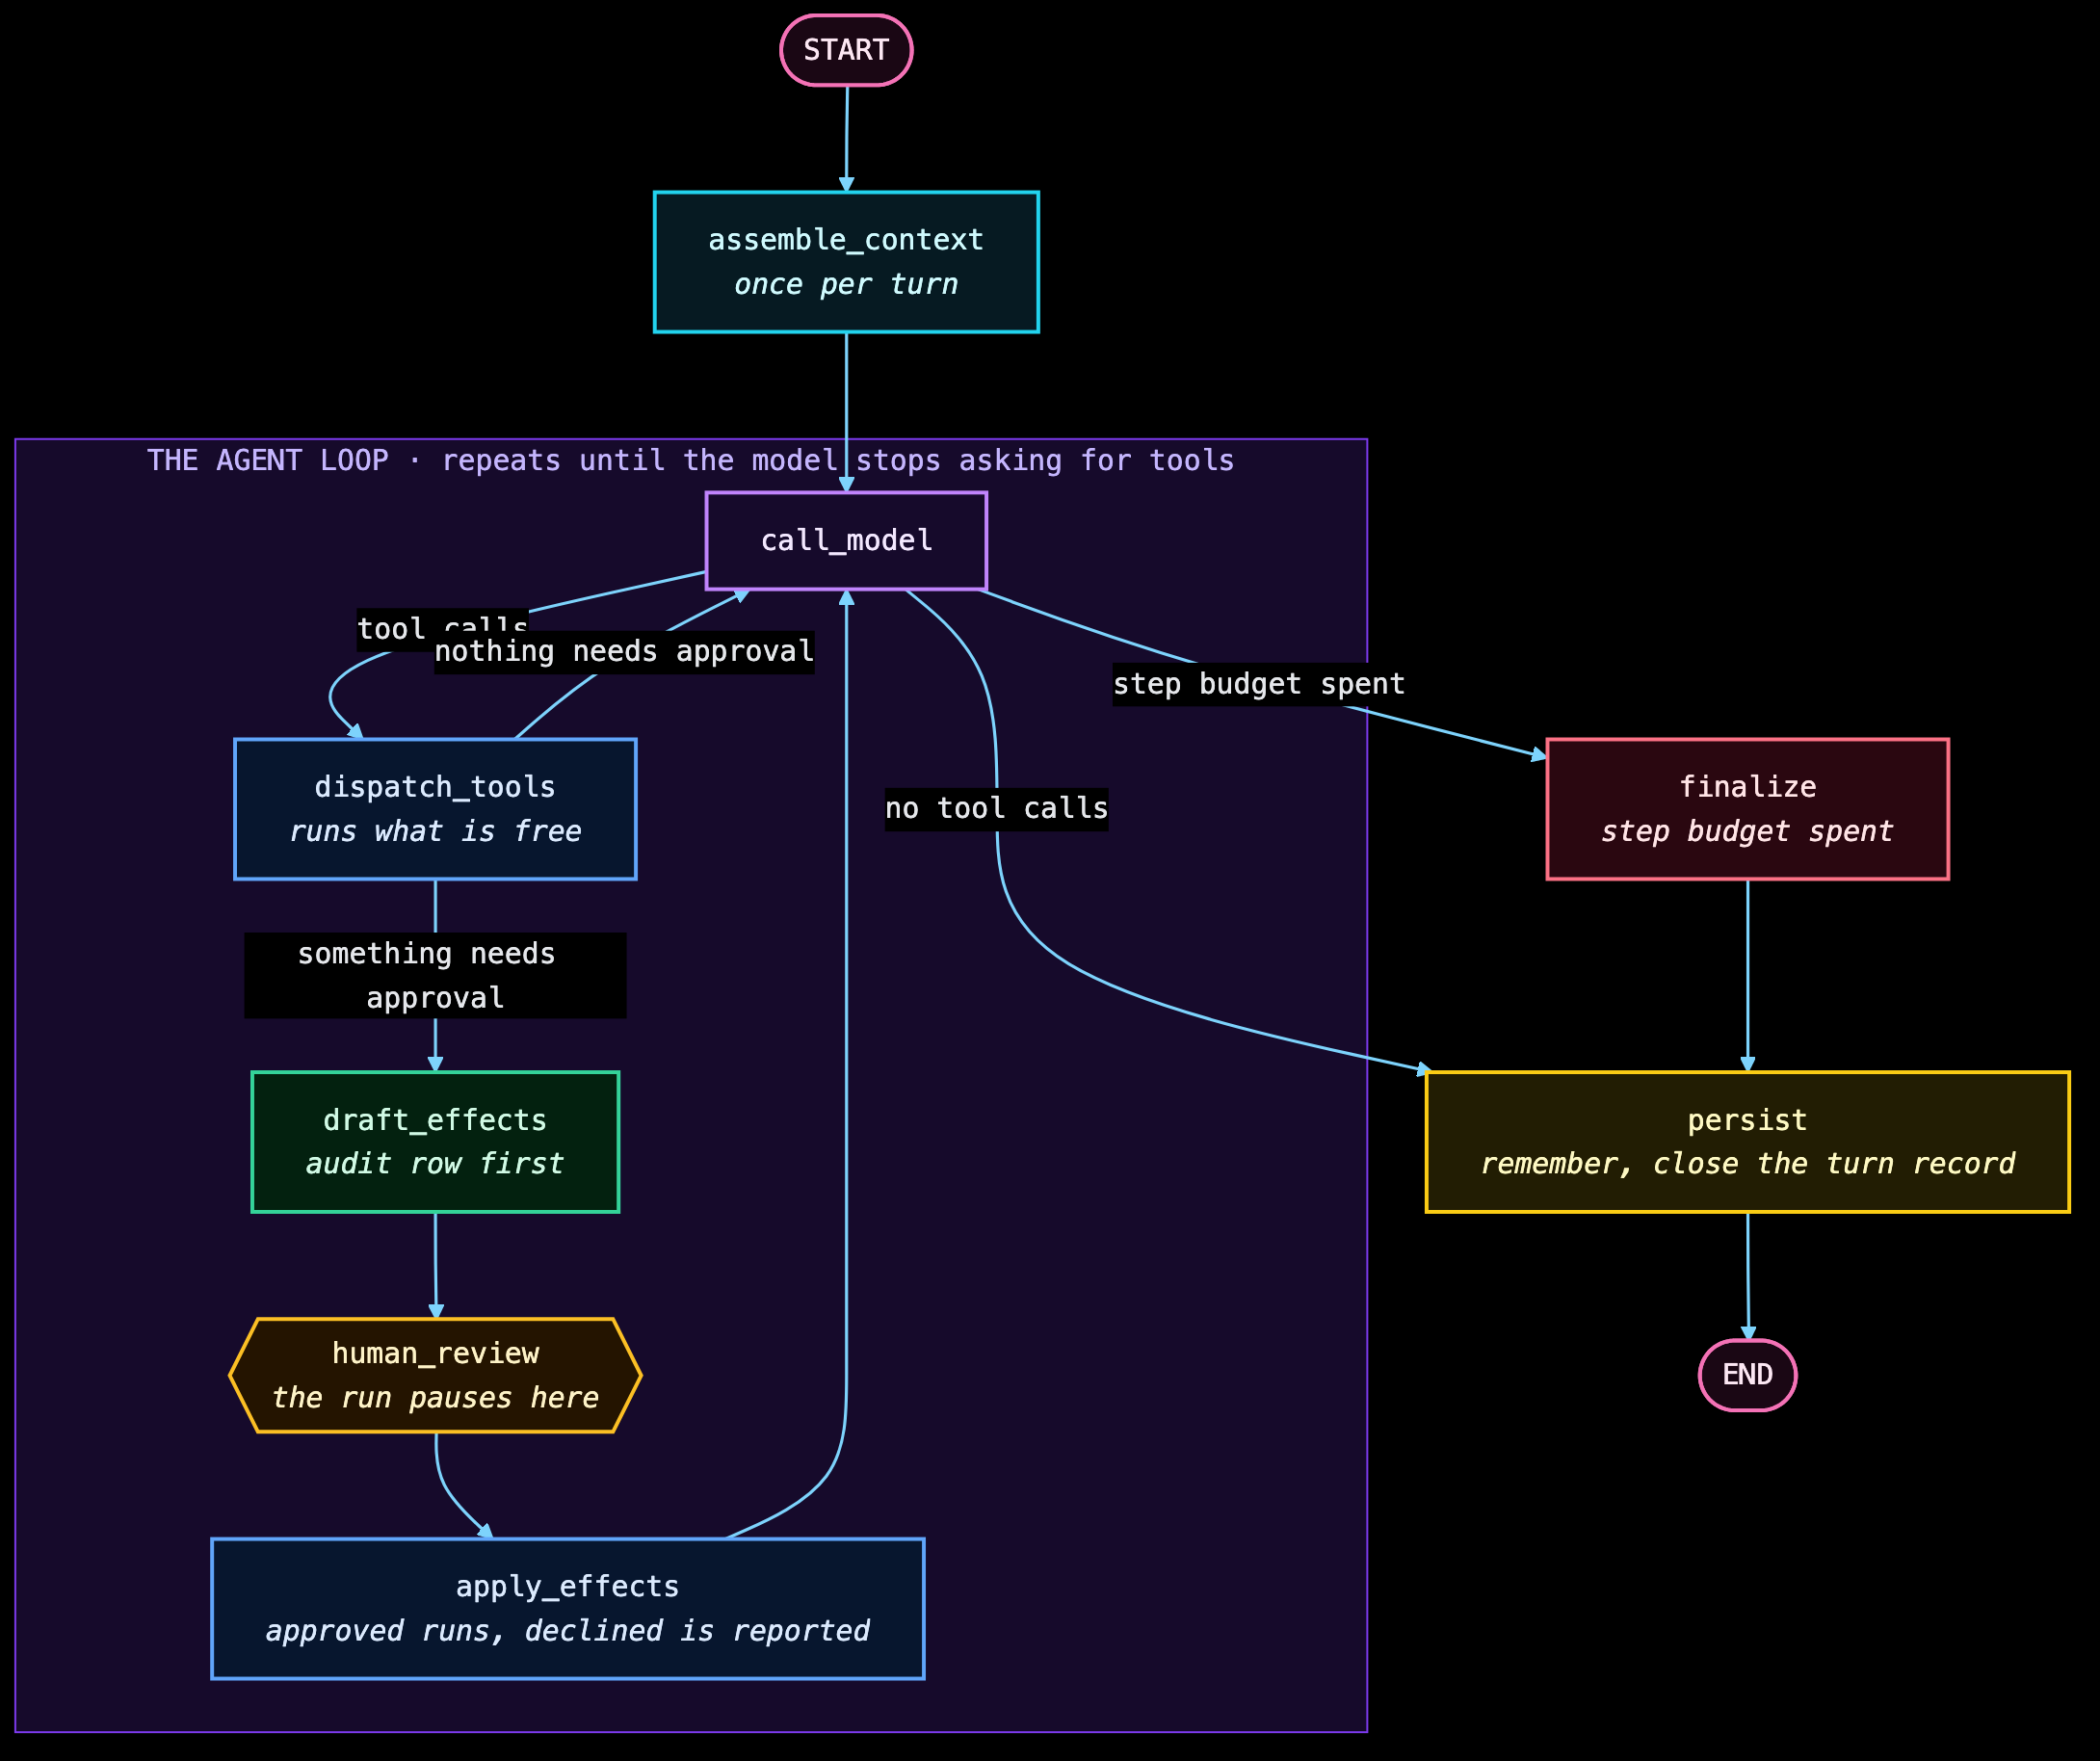 START
assemble_context
once per turn
THE AGENT LOOP · repeats until the model stops asking for tools
call_model
tool calls
nothing needs approval
step budget spent
no tool calls
dispatch_tools
runs what is free
finalize
step budget spent
something needs
approval
draft_effects
audit row first
persist
remember, close the turn record
human_review
the run pauses here
END
apply_effects
approved runs, declined is reported